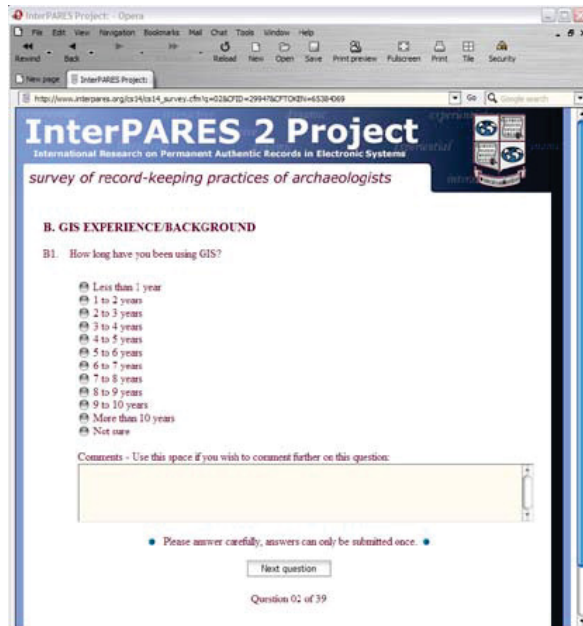 InterPARES Project: - Opera
File Edit View Navigation Bookmarks Mail Chat Tools Window Help
Rewind Back Reload New Open Save Print preview Fullscreen Print Tile Security
New page InterPARES Project:
Go Google search
InterPARES 2 Project
International Research on Permanent Authentic Records in Electronic Systems
survey of record-keeping practices of archaeologists
B. GIS EXPERIENCE/BACKGROUND
B1. How long have you been using GIS?
Less than 1 year
1 to 2 years
2 to 3 years
3 to 4 years
4 to 5 years
5 to 6 years
6 to 7 years
7 to 8 years
8 to 9 years
9 to 10 years
More than 10 years
Not sure
Comments - Use this space if you wish to comment further on this question:
Please answer carefully, answers can only be submitted once.
Next question
Question 02 of 39